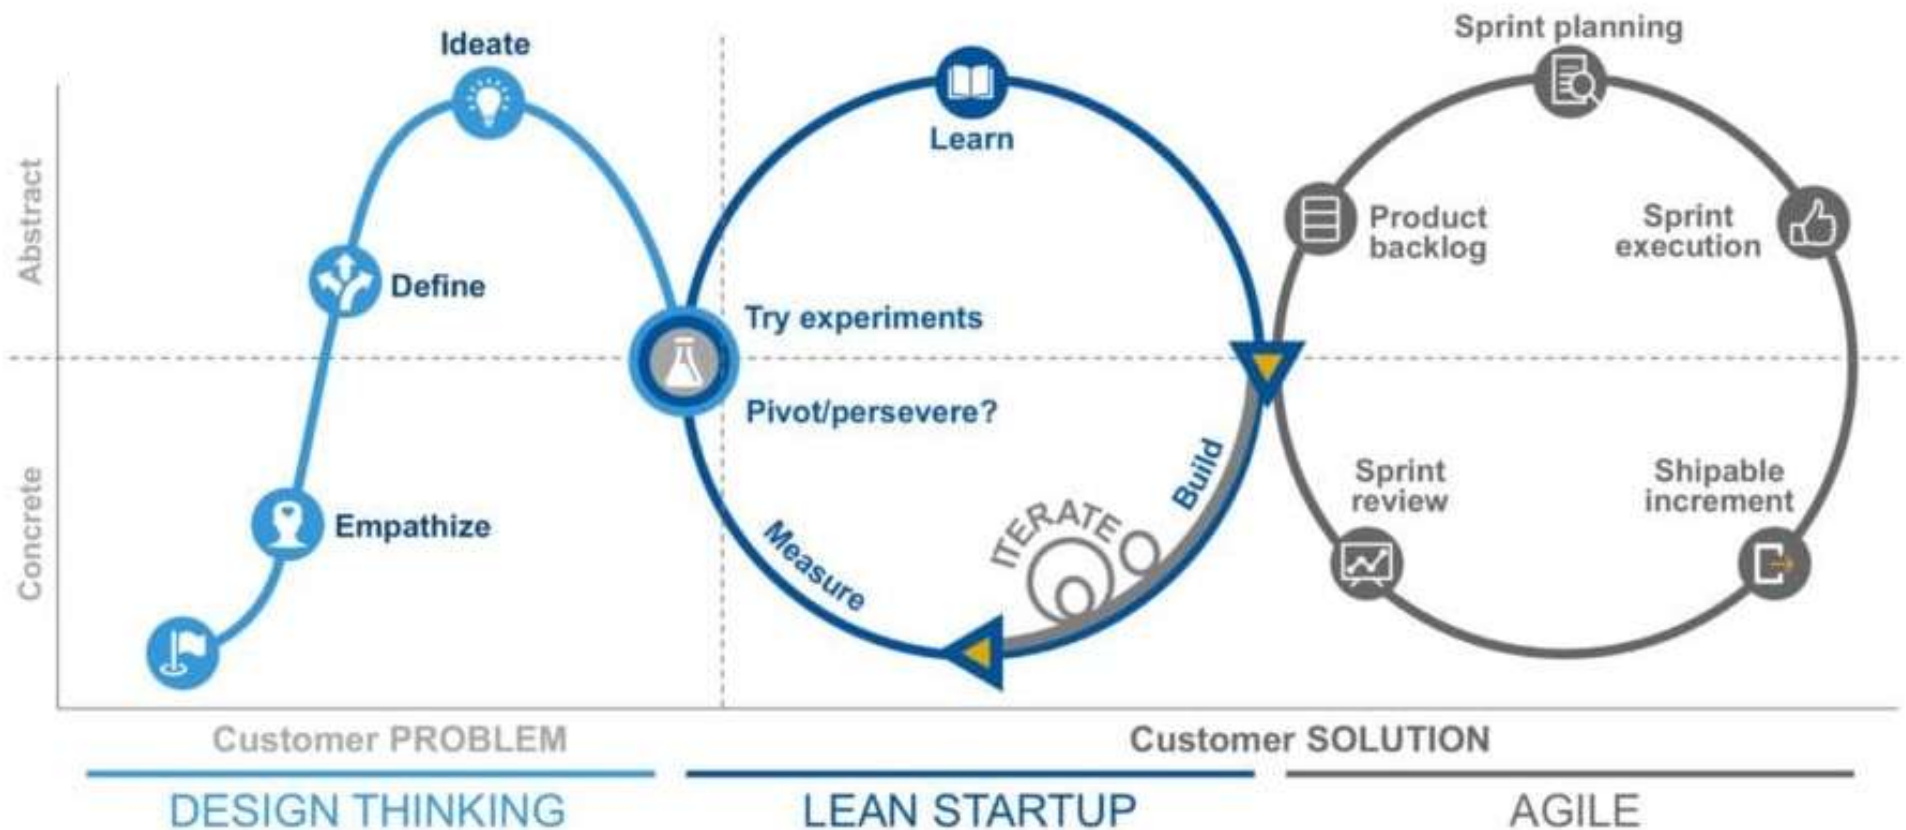 Ideate
Define
Empathize
Abstract
Concrete
Learn
Try experiments
Pivot/persevere?
Measure
ITERATE
Build
Sprint planning
Product
backlog
Sprint
execution
Sprint
review
Shipable
increment
Customer PROBLEM
Customer SOLUTION
DESIGN THINKING
LEAN STARTUP
AGILE